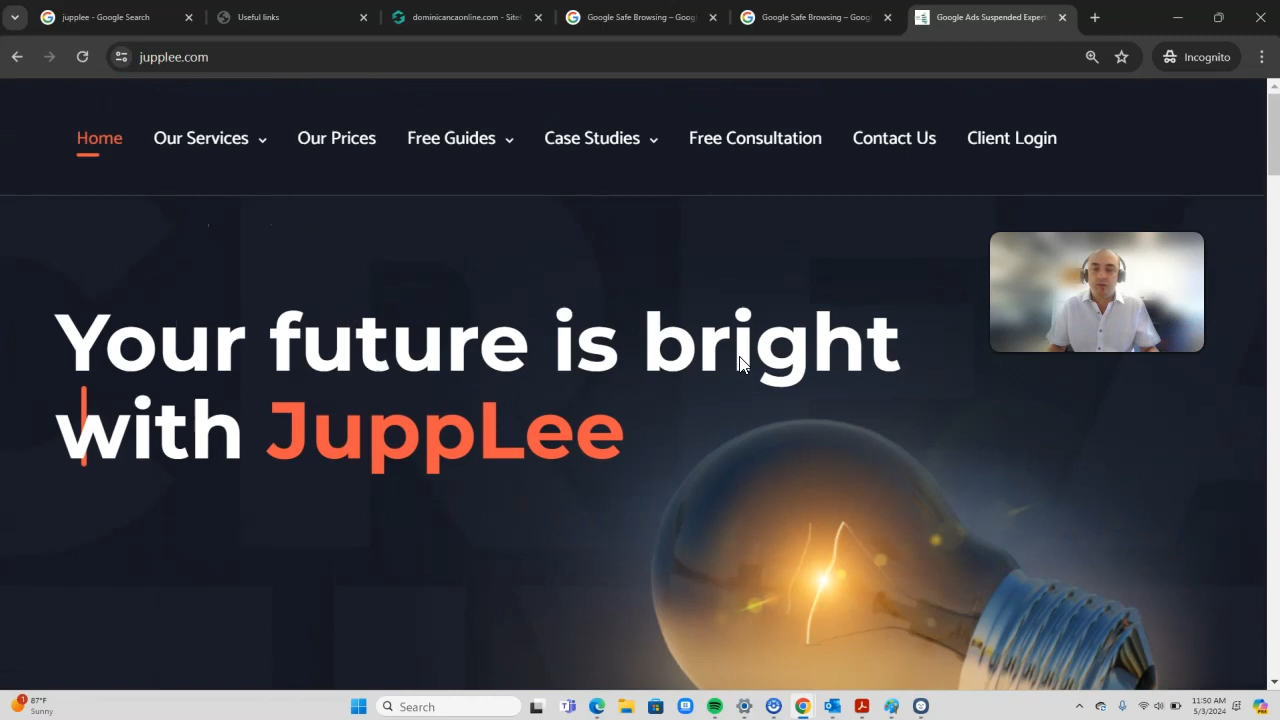 jupplee - Google Search
Useful links
dominicancaonline.com - Site
Google Safe Browsing – Goog
Google Safe Browsing – Google
Google Ads Suspended Expert
jupplee.com
Incognito
Home
Our Services
Our Prices
Free Guides
Case Studies
Free Consultation
Contact Us
Client Login
Your future is bright
with JuppLee
1
87°F
Sunny
Search
11:50 AM
5/3/2024